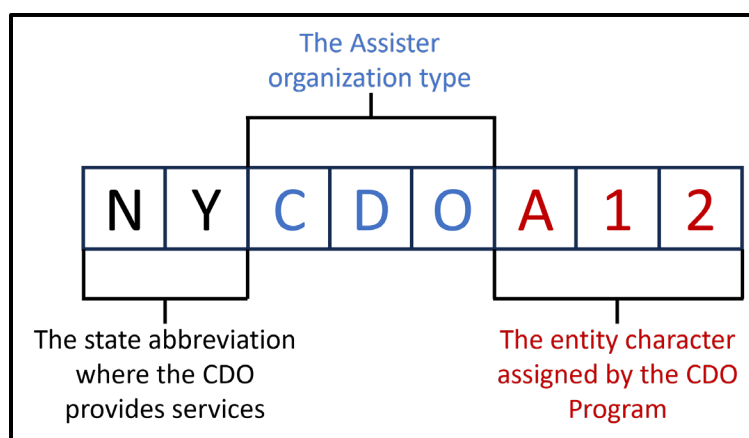 The Assister
organization type
N Y C D O A 1 2
The state abbreviation
where the CDO
provides services
The entity character
assigned by the CDO
Program